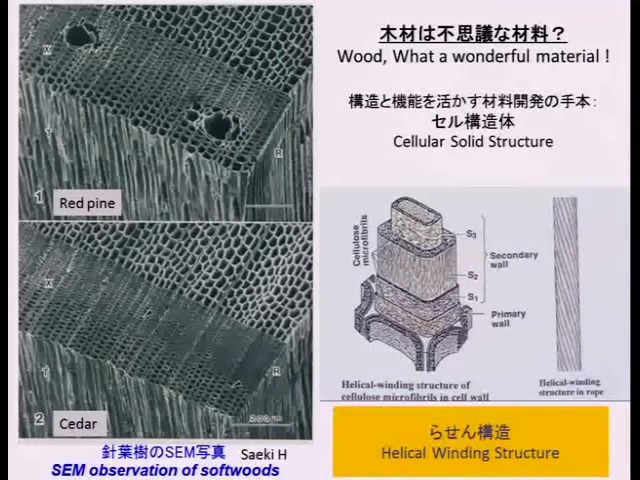 木材は不思議な材料？
Wood, What a wonderful material !
構造と機能を活かす材料開発の手本：
セル構造体
Cellular Solid Structure
X
T
R
1
Red pine
X
T
R
2
Cedar
200μm
針葉樹のSEM写真
Saeki H
SEM observation of softwoods
Cellulose
microfibrils
S3
S2
S1
Secondary
wall
Primary
wall
Helical-winding structure of
cellulose microfibrils in cell wall
Helical-winding
structure in rope
らせん構造
Helical Winding Structure